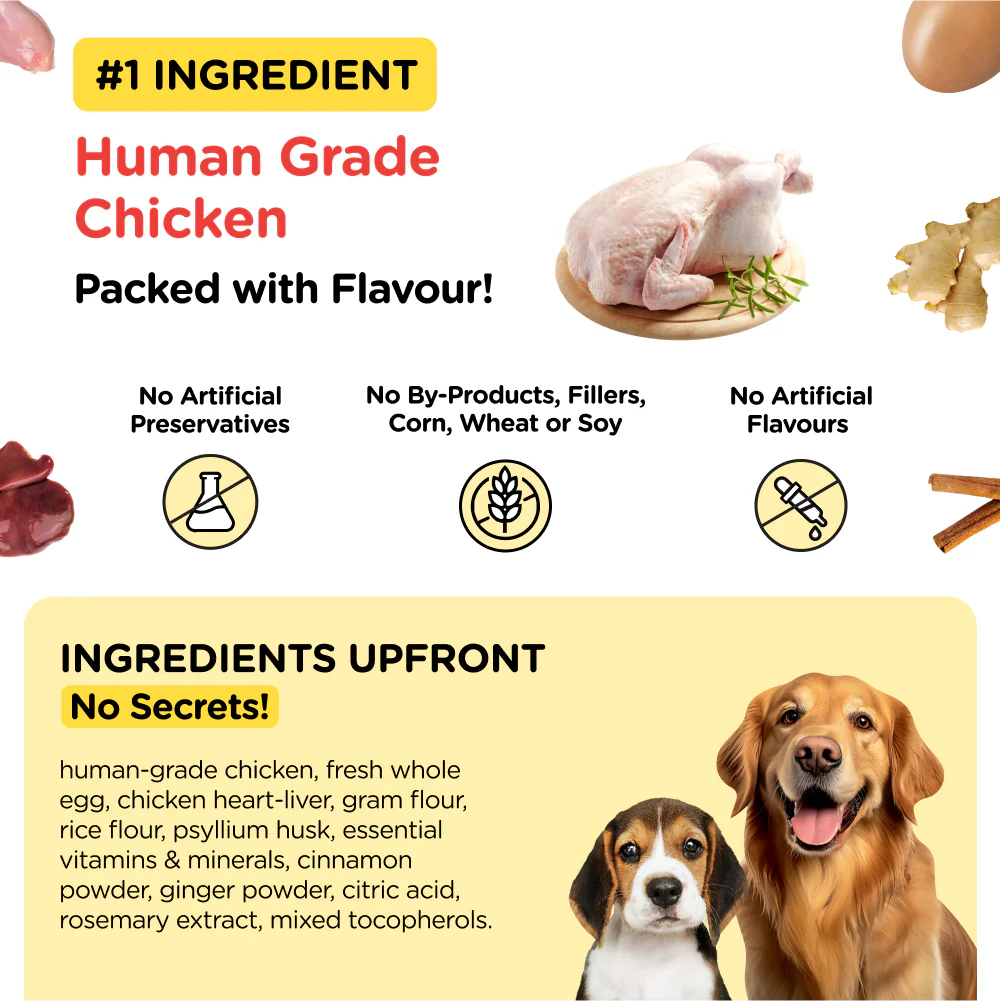 #1 INGREDIENT
Human Grade
Chicken
Packed with Flavour!
No Artificial
Preservatives
No By-Products, Fillers,
Corn, Wheat or Soy
No Artificial
Flavours
INGREDIENTS UPFRONT
No Secrets!
human-grade chicken, fresh whole
egg, chicken heart-liver, gram flour,
rice flour, psyllium husk, essential
vitamins & minerals, cinnamon
powder, ginger powder, citric acid,
rosemary extract, mixed tocopherols.